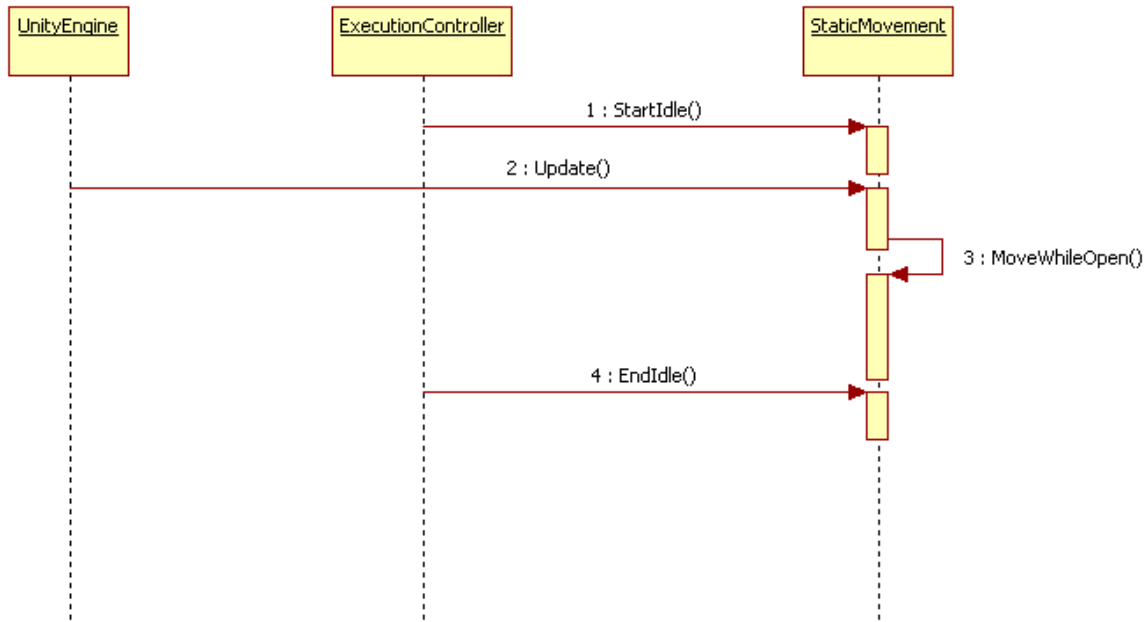 UnityEngine
ExecutionController
StaticMovement
1 : StartIdle()
2 : Update()
3 : MoveWhileOpen()
4 : EndIdle()